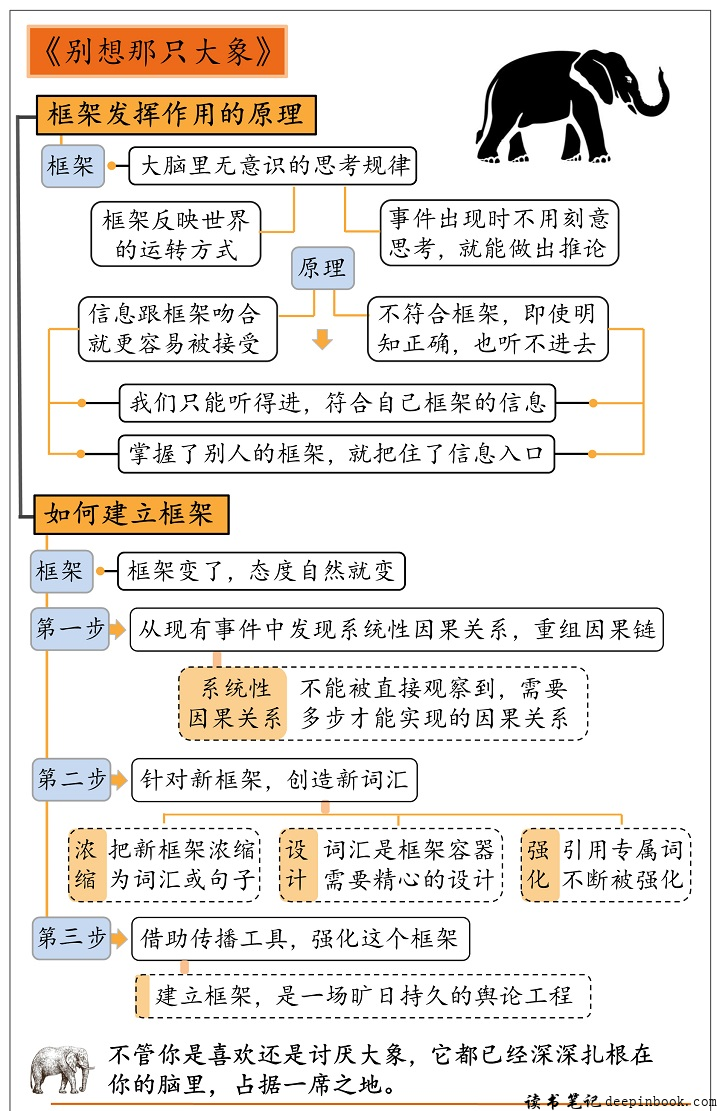 《别想那只大象》
框架发挥作用的原理
框架
大脑里无意识的思考规律
框架反映世界
的运转方式
事件出现时不用刻意
思考，就能做出推论
原理
信息跟框架吻合
就更容易被接受
不符合框架，即使明
知正确，也听不进去
我们只能听得进，符合自己框架的信息
掌握了别人的框架，就把住了信息入口
如何建立框架
框架
框架变了，态度自然就变
第一步
从现有事件中发现系统性因果关系，重组因果链
系统性
因果关系
不能被直接观察到，需要
多步才能实现的因果关系
第二步
针对新框架，创造新词汇
浓
缩
把新框架浓缩
为词汇或句子
设
计
词汇是框架容器
需要精心的设计
强
化
引用专属词
不断被强化
第三步
借助传播工具，强化这个框架
建立框架，是一场旷日持久的舆论工程
不管你是喜欢还是讨厌大象，它都已经深深扎根在
你的脑里，占据一席之地。
读书笔记deepinbook.com